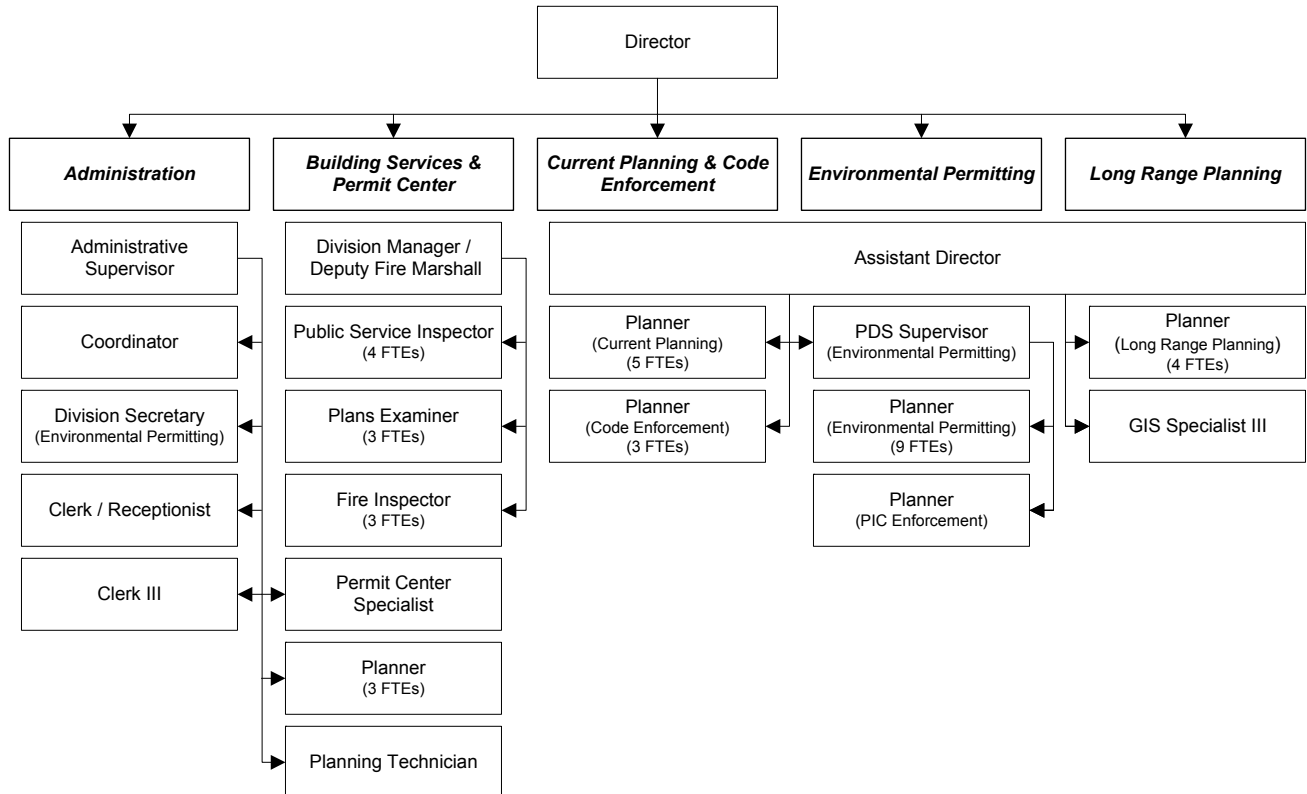 Director
Administration
Building Services &
Permit Center
Current Planning & Code
Enforcement
Environmental Permitting
Long Range Planning
Administrative
Supervisor
Coordinator
Division Secretary
(Environmental Permitting)
Clerk / Receptionist
Clerk III
Division Manager /
Deputy Fire Marshall
Public Service Inspector
(4 FTEs)
Plans Examiner
(3 FTEs)
Fire Inspector
(3 FTEs)
Permit Center
Specialist
Planner
(3 FTEs)
Planning Technician
Assistant Director
Planner
(Current Planning)
(5 FTEs)
Planner
(Code Enforcement)
(3 FTEs)
PDS Supervisor
(Environmental Permitting)
Planner
(Environmental Permitting)
(9 FTEs)
Planner
(PIC Enforcement)
Planner
(Long Range Planning)
(4 FTEs)
GIS Specialist III